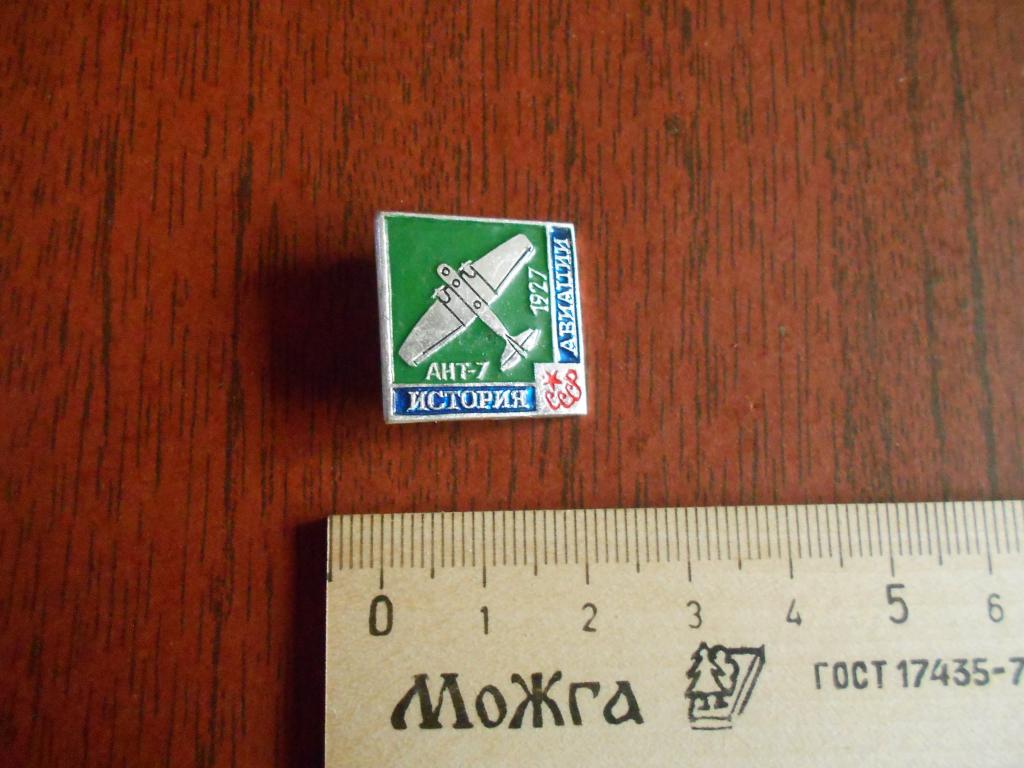 1927
АВИАЦИИ
АНТ-7
ИСТОРИЯ
СССР
0 1 2 3 4 5 6
МоЖга
ГОСТ 17435-7